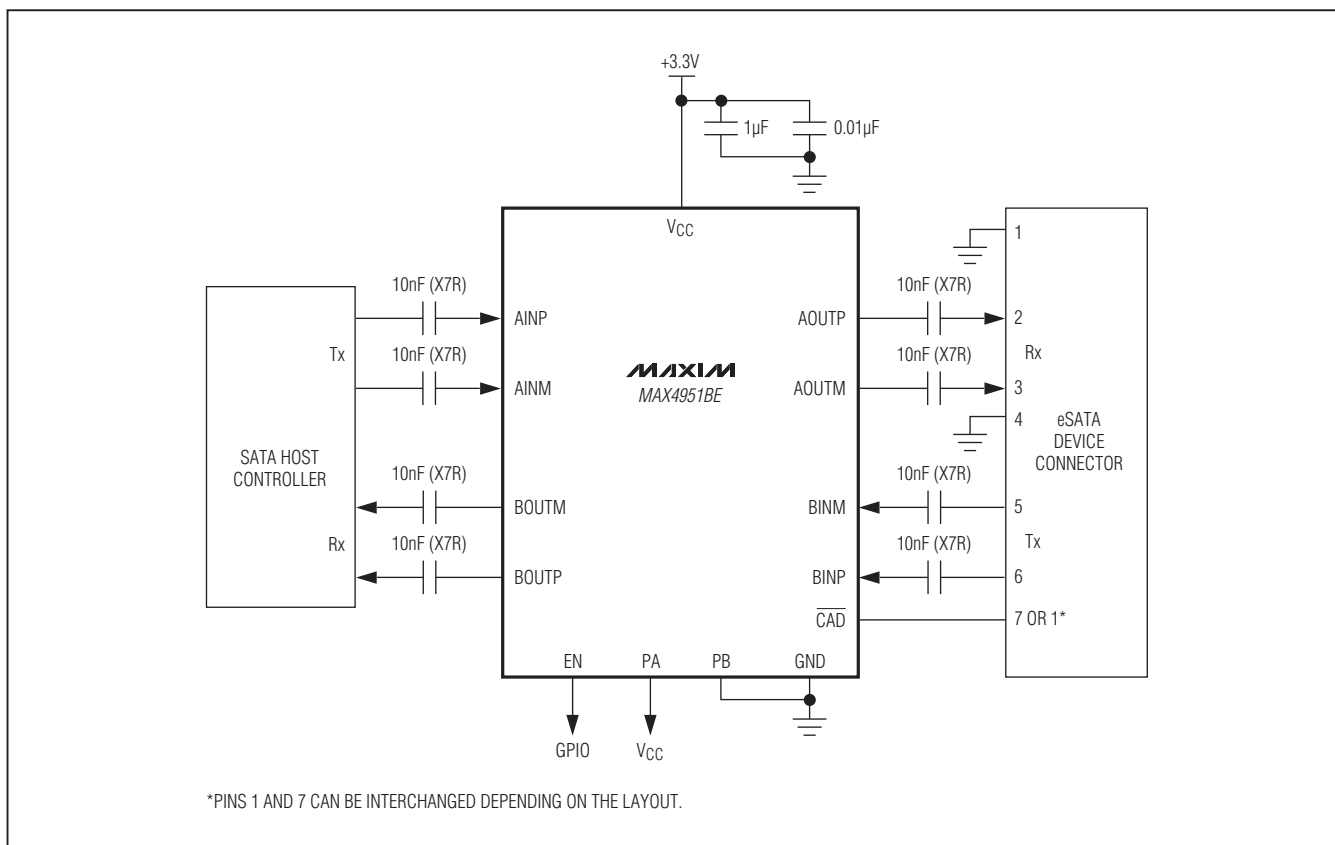 +3.3V
1µF
0.01µF
VCC
1
10nF (X7R)
10nF (X7R)
AINP
AOUTP
2
Tx
10nF (X7R)
MAXIM
MAX4951BE
10nF (X7R)
Rx
AINM
AOUTM
3
4
eSATA
DEVICE
CONNECTOR
SATA HOST
CONTROLLER
10nF (X7R)
10nF (X7R)
BOUTM
BINM
5
Rx
10nF (X7R)
10nF (X7R)
Tx
BOUTP
BINP
6
CAD
7 OR 1*
EN
PA
PB
GND
GPIO
VCC
*PINS 1 AND 7 CAN BE INTERCHANGED DEPENDING ON THE LAYOUT.